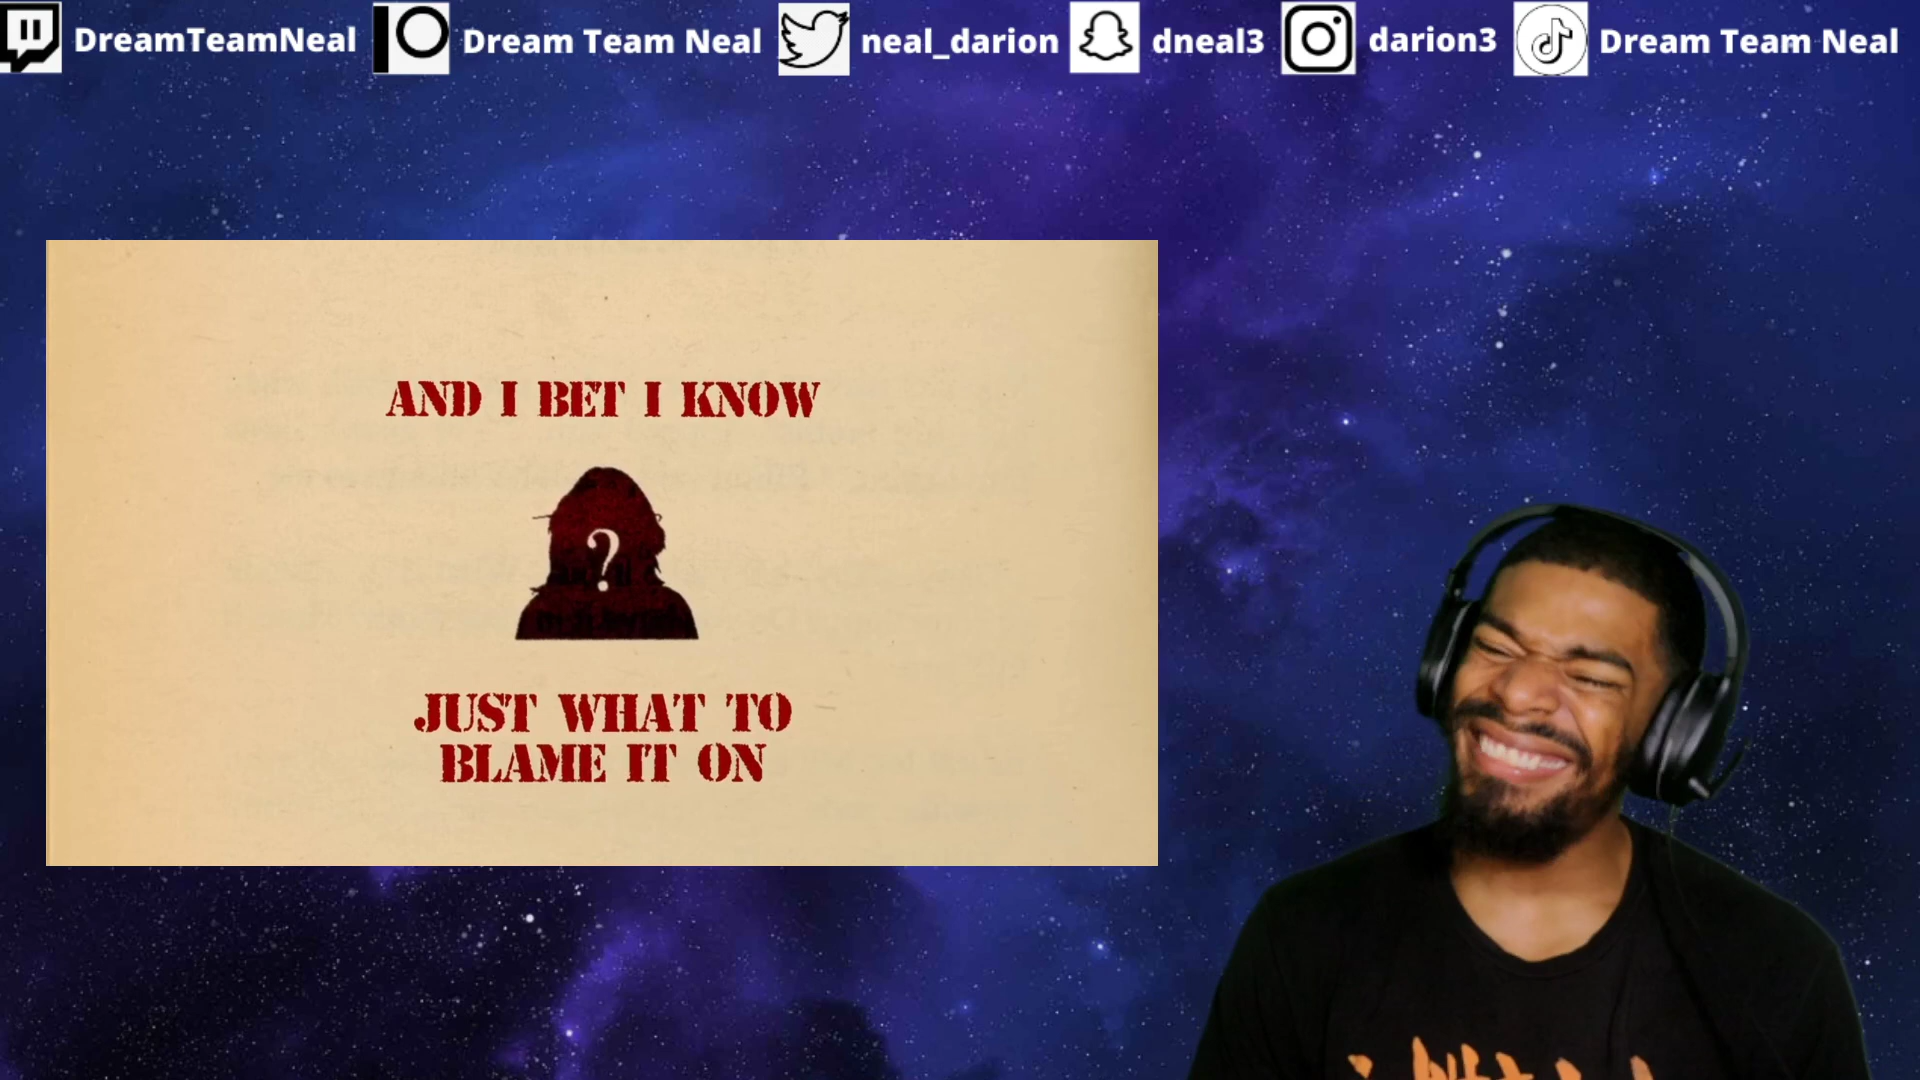 DreamTeamNeal
Dream Team Neal
neal_darion
dneal3
darion3
Dream Team Neal
AND I BET I KNOW
?
JUST WHAT TO
BLAME IT ON